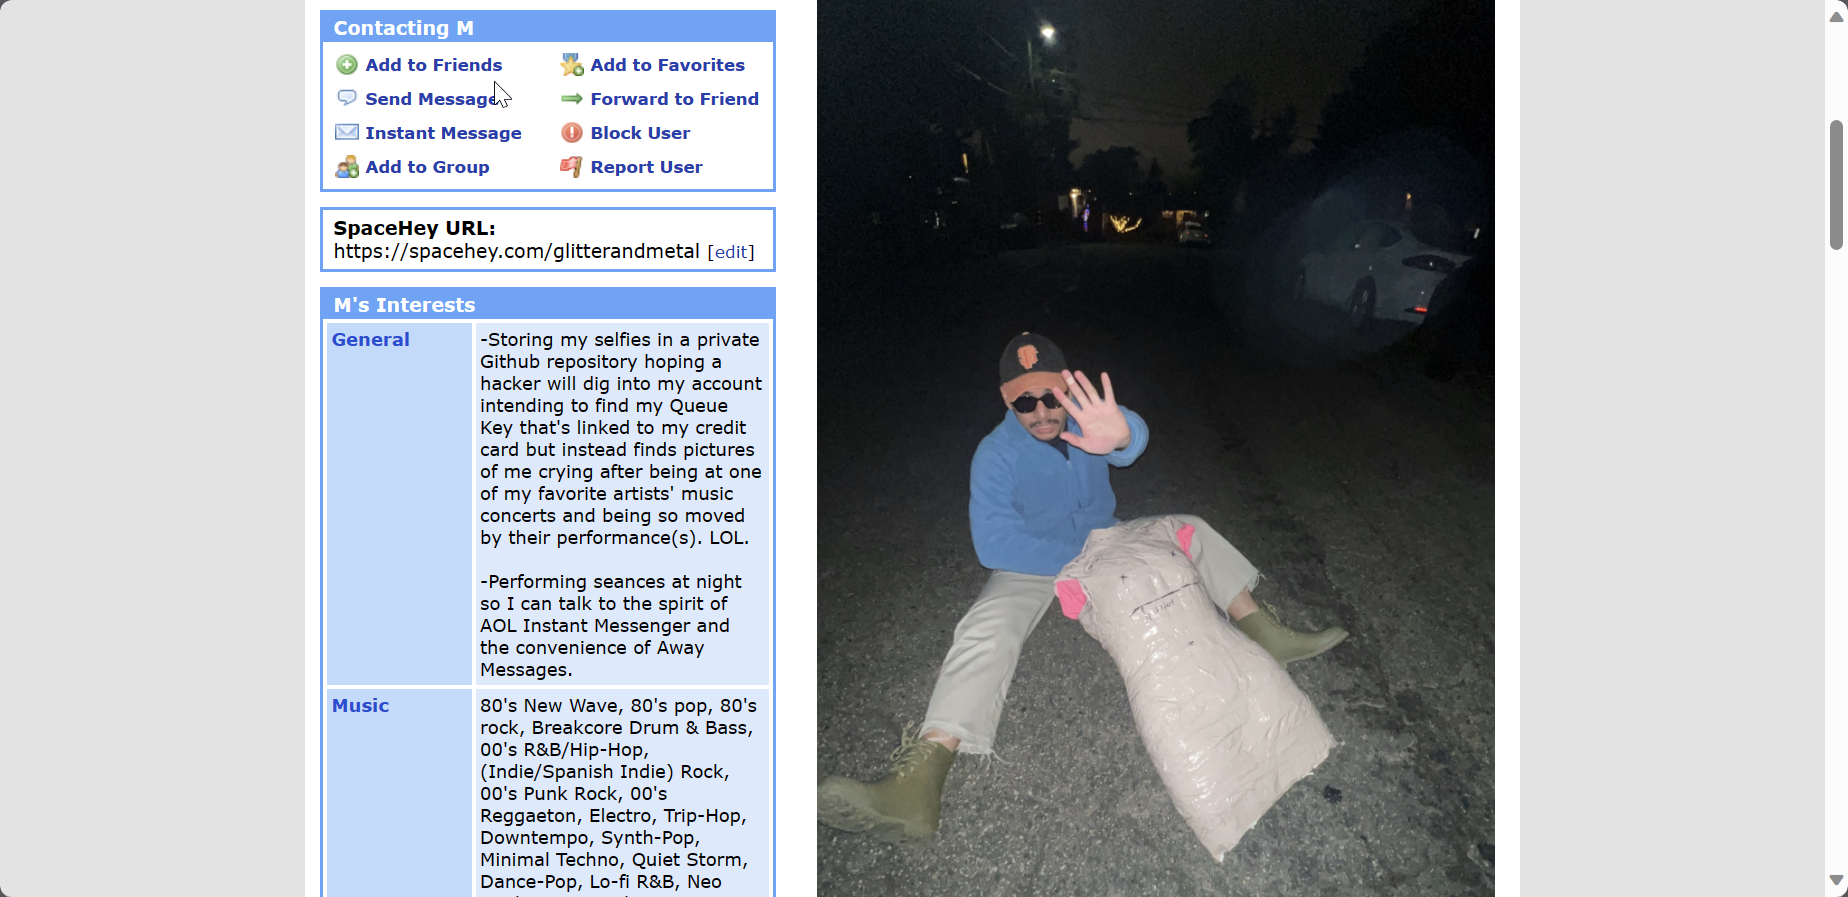 Contacting M
Add to Friends
Add to Favorites
Send Message
Forward to Friend
Instant Message
Block User
Add to Group
Report User
SpaceHey URL:
https://spacehey.com/glitterandmetal [edit]
M's Interests
General
-Storing my selfies in a private
Github repository hoping a
hacker will dig into my account
intending to find my Queue
Key that's linked to my credit
card but instead finds pictures
of me crying after being at one
of my favorite artists' music
concerts and being so moved
by their performance(s). LOL.
-Performing seances at night
so I can talk to the spirit of
AOL Instant Messenger and
the convenience of Away
Messages.
Music
80's New Wave, 80's pop, 80's
rock, Breakcore Drum & Bass,
00's R&B/Hip-Hop,
(Indie/Spanish Indie) Rock,
00's Punk Rock, 00's
Reggaeton, Electro, Trip-Hop,
Downtempo, Synth-Pop,
Minimal Techno, Quiet Storm,
Dance-Pop, Lo-fi R&B, Neo